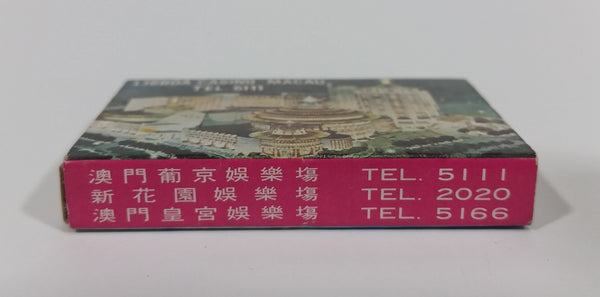 LISBOA CASINO MACAU
TEL 5111
澳門葡京娛樂場 TEL. 5111
新花園娛樂場 TEL. 2020
澳門皇宮娛樂場 TEL. 5166